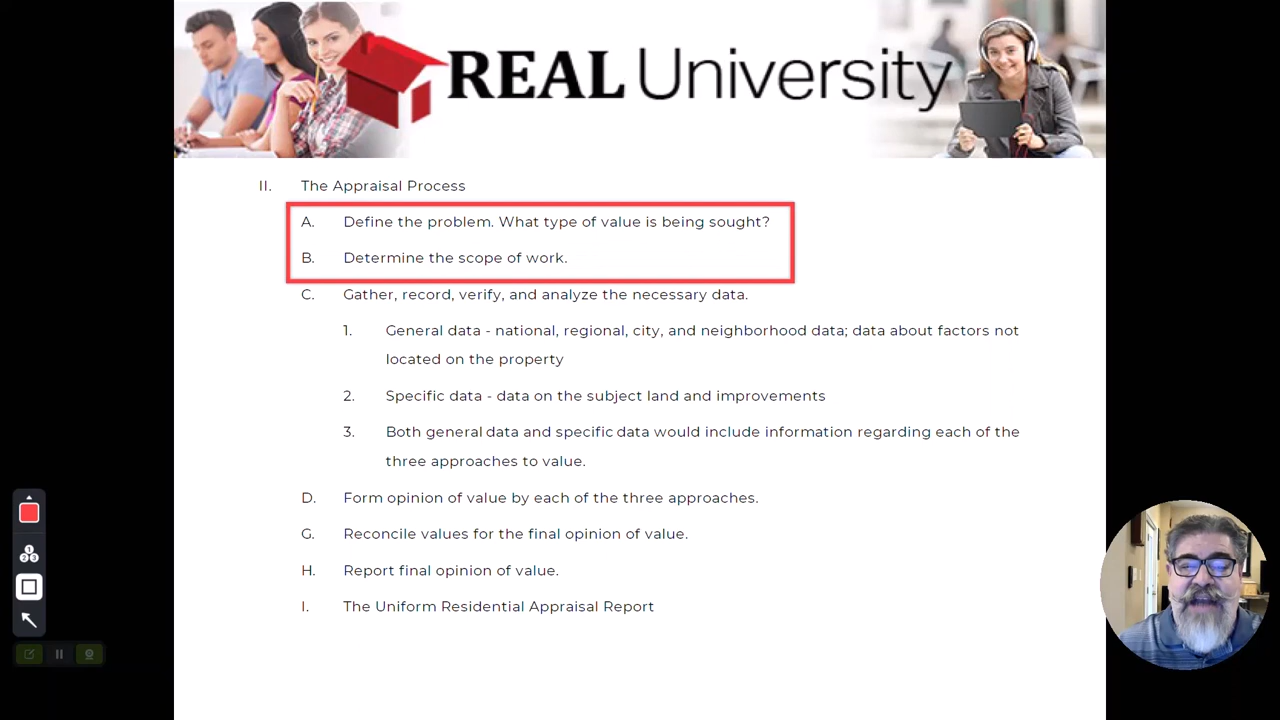 REAL University
II. The Appraisal Process
A. Define the problem. What type of value is being sought?
B. Determine the scope of work.
C. Gather, record, verify, and analyze the necessary data.
1. General data - national, regional, city, and neighborhood data; data about factors not
located on the property
2. Specific data - data on the subject land and improvements
3. Both general data and specific data would include information regarding each of the
three approaches to value.
D. Form opinion of value by each of the three approaches.
G. Reconcile values for the final opinion of value.
H. Report final opinion of value.
I. The Uniform Residential Appraisal Report